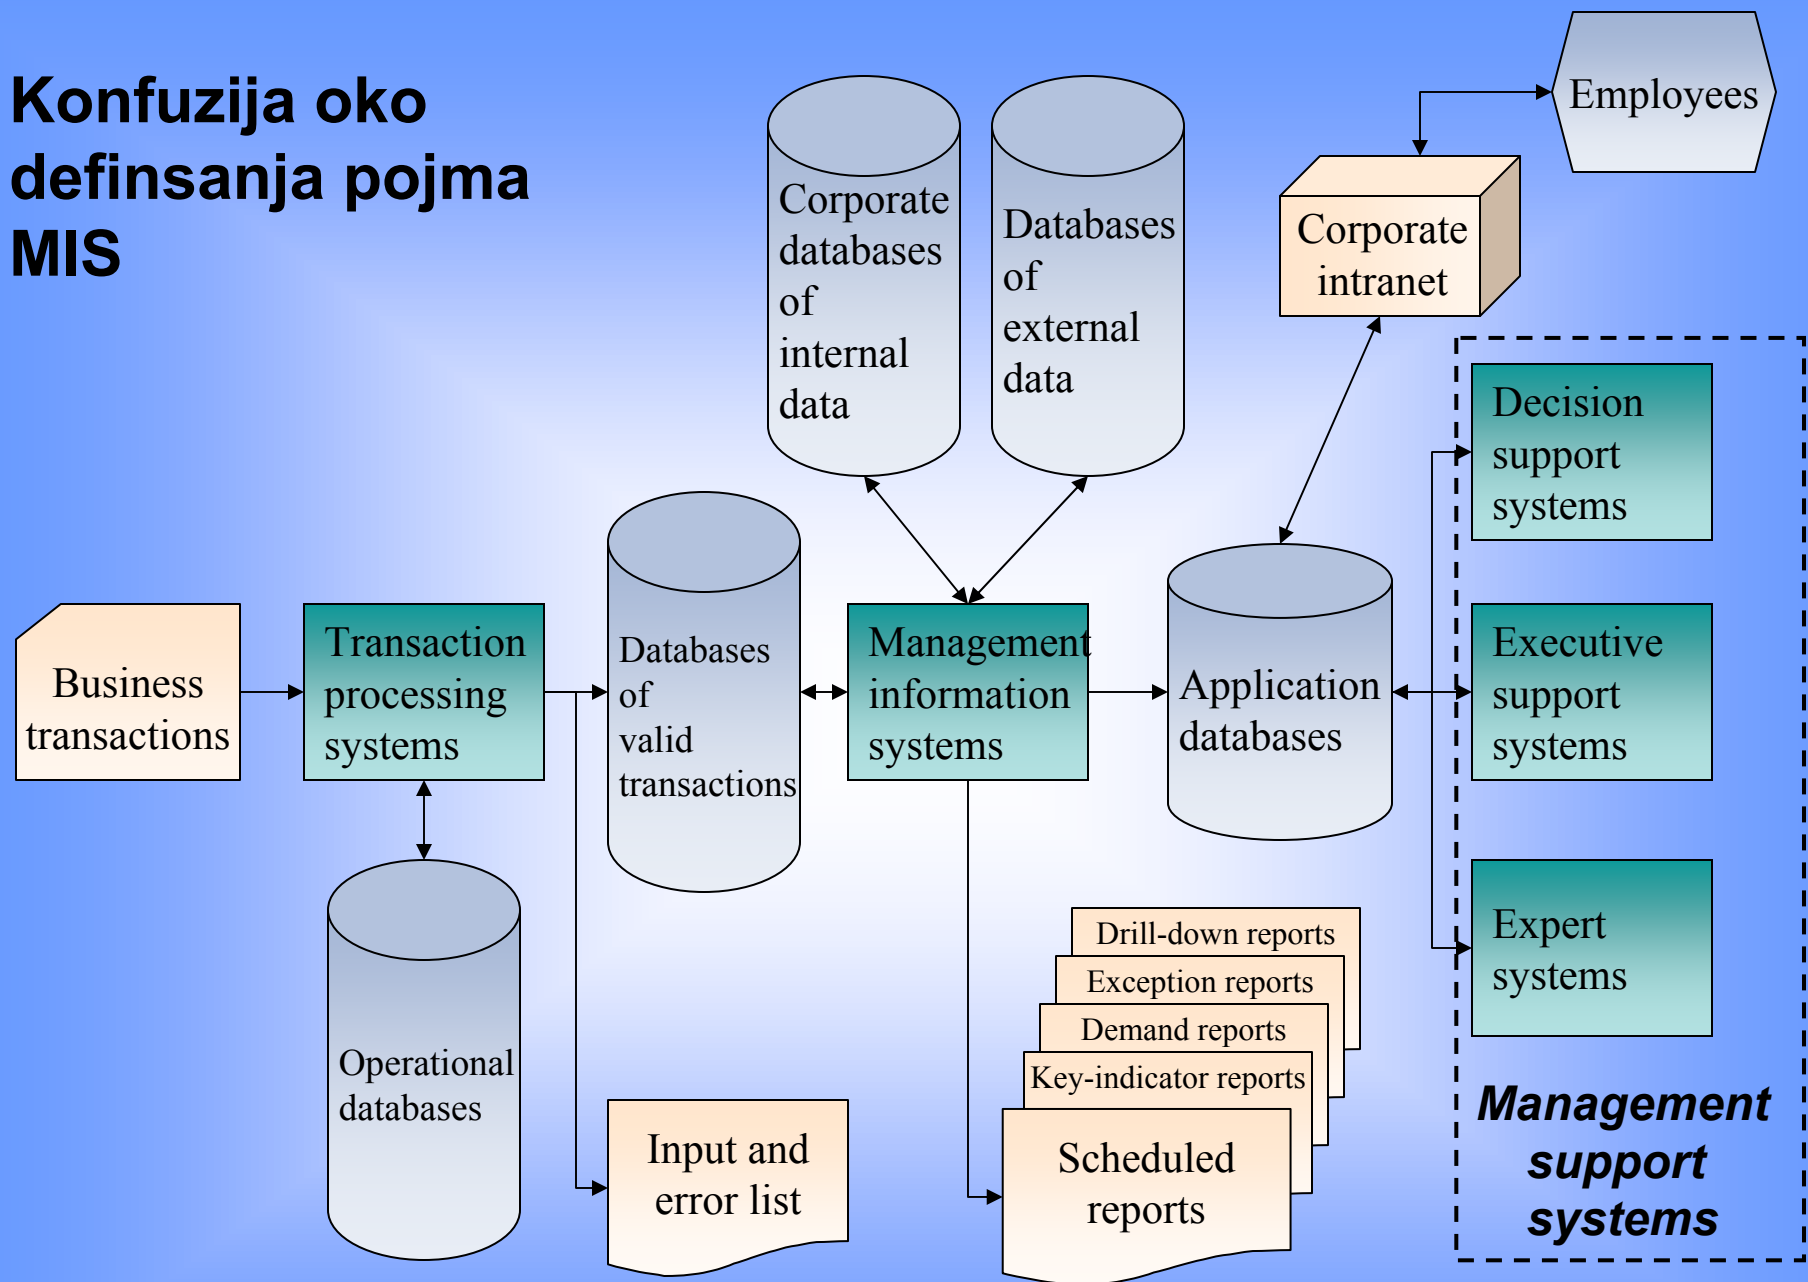 Konfuzija oko
definsanja pojma
MIS
Employees
Corporate
databases
of
internal
data
Databases
of
external
data
Corporate
intranet
Decision
support
systems
Business
transactions
Transaction
processing
systems
Databases
of
valid
transactions
Management
information
systems
Application
databases
Executive
support
systems
Operational
databases
Input and
error list
Drill-down reports
Exception reports
Demand reports
Key-indicator reports
Scheduled
reports
Expert
systems
Management
support
systems